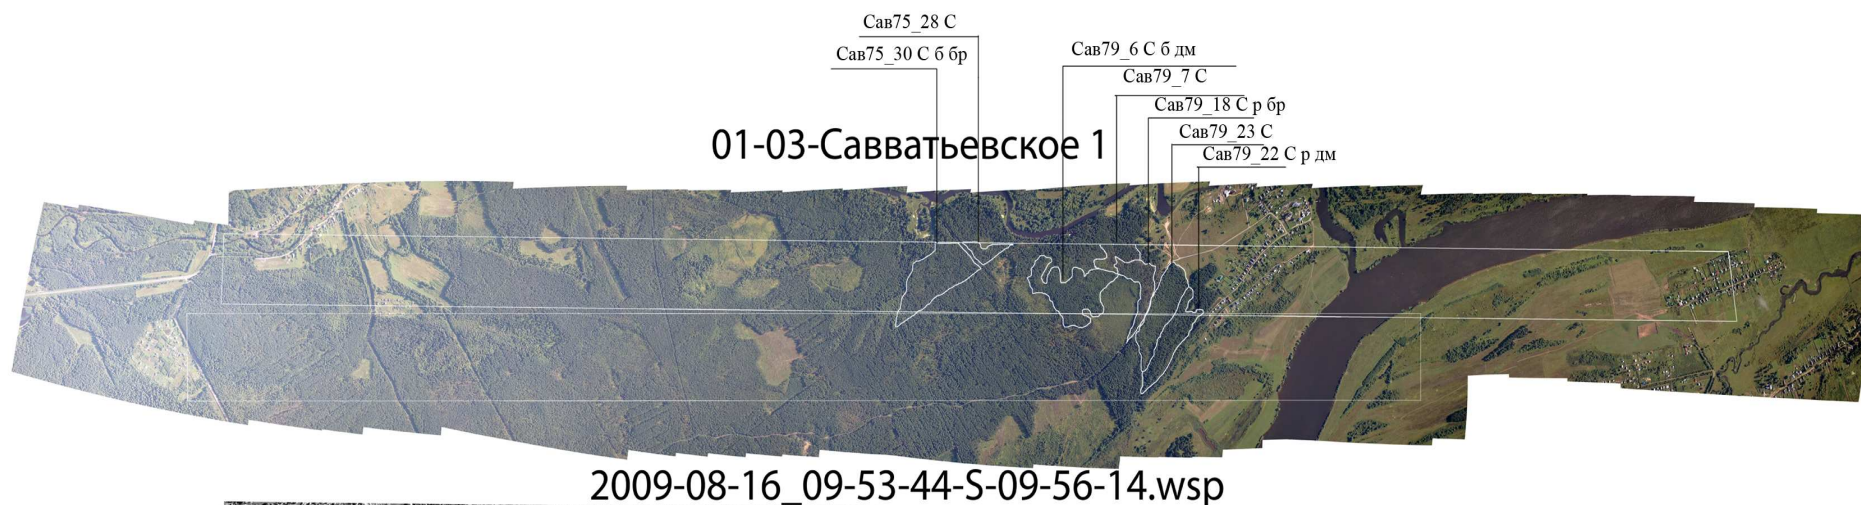 Сав75_28 С
Сав75_30 С б бр
Сав79_6 С б дм
Сав79_7 С
Сав79_18 С р бр
Сав79_23 С
Сав79_22 С р дм
01-03-Савватьевское 1
2009-08-16_09-53-44-S-09-56-14.wsp